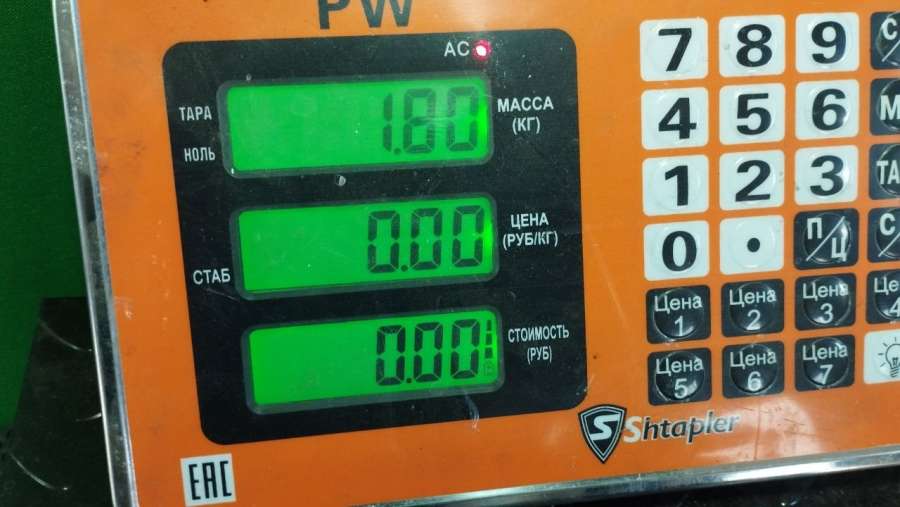 PW
AC
ТАРА
НОЛЬ
1.80
МАССА
(КГ)
СТАБ
0.00
ЦЕНА
(РУБ/КГ)
0.00
СТОИМОСТЬ
(РУБ)
7 8 9
4 5 6 М
1 2 3 ТА
0 . П/Ц С/
Цена 1
Цена 2
Цена 3
Цена 5
Цена 6
Цена 7
S Shtapler
EAC